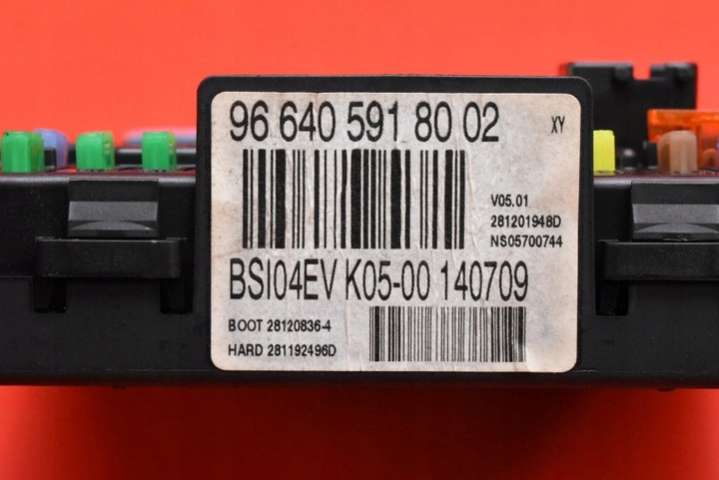 96 640 591 80 02
XY
V05.01
281201948D
NS05700744
BSI04EV K05-00 140709
BOOT 28120836-4
HARD 281192496D